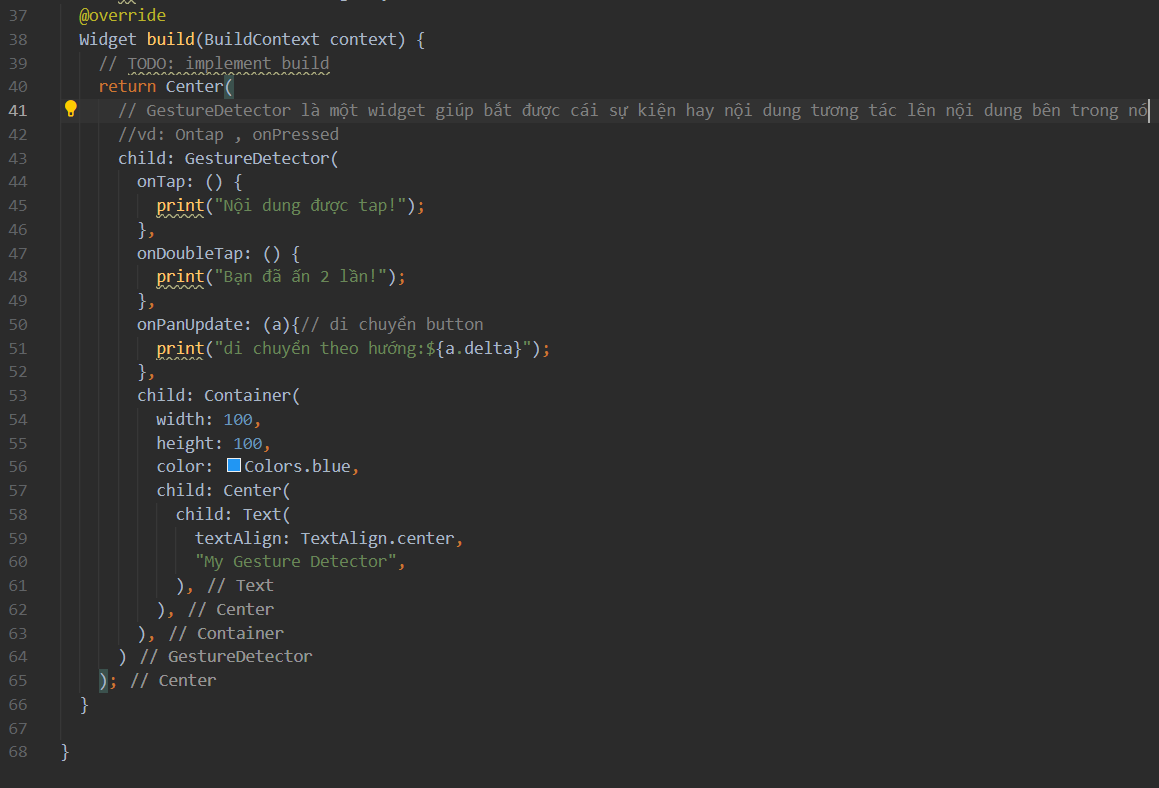 37 @override
38 Widget build(BuildContext context) {
39 // TODO: implement build
40 return Center(
41 // GestureDetector là một widget giúp bắt được cái sự kiện hay nội dung tương tác lên nội dung bên trong nó
42 //vd: Ontap , onPressed
43 child: GestureDetector(
44 onTap: () {
45 print("Nội dung được tap!");
46 },
47 onDoubleTap: () {
48 print("Bạn đã ấn 2 lần!");
49 },
50 onPanUpdate: (a){// di chuyển button
51 print("di chuyển theo hướng:${a.delta}");
52 },
53 child: Container(
54 width: 100,
55 height: 100,
56 color: Colors.blue,
57 child: Center(
58 child: Text(
59 textAlign: TextAlign.center,
60 "My Gesture Detector",
61 ), // Text
62 ), // Center
63 ), // Container
64 ) // GestureDetector
65 ); // Center
66 }
67
68 }